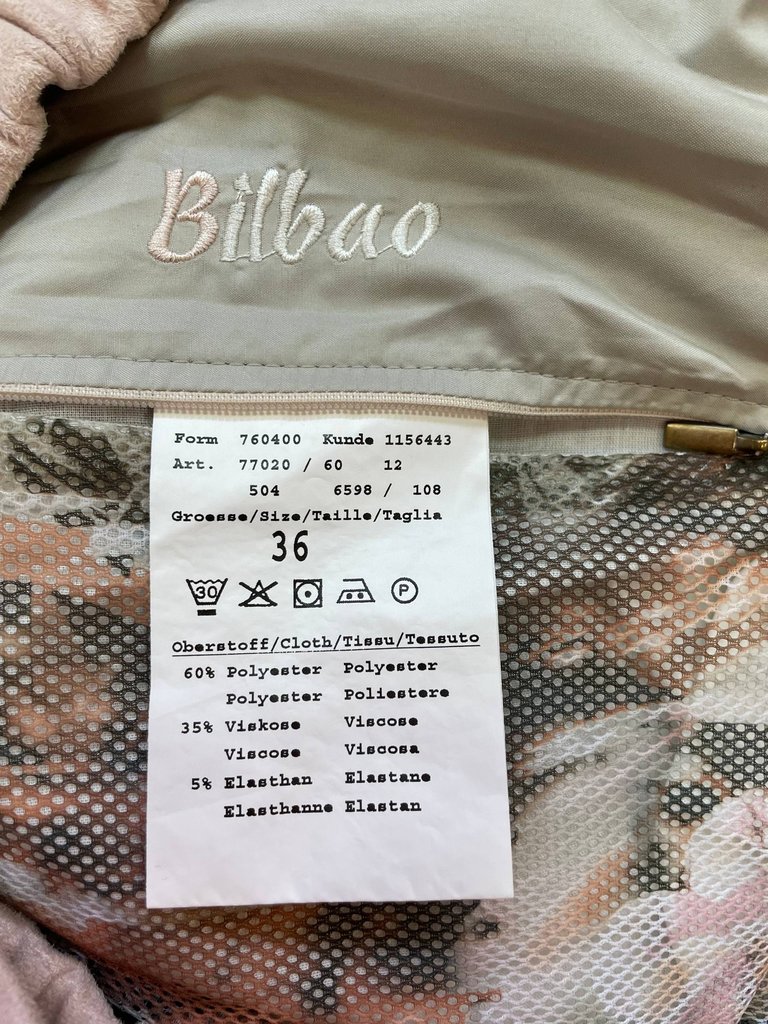 Bilbao
Form 760400 Kunde 1156443
Art. 77020 / 60 12
504 6598 / 108
Groesse/Size/Taille/Taglia
36
30
P
Oberstoff/Cloth/Tissu/Tessuto
60% Polyester Polyester
Polyester Poliestere
35% Viskose Viscose
Viscose Viscosa
5% Elasthan Elastane
Elasthanne Elastan